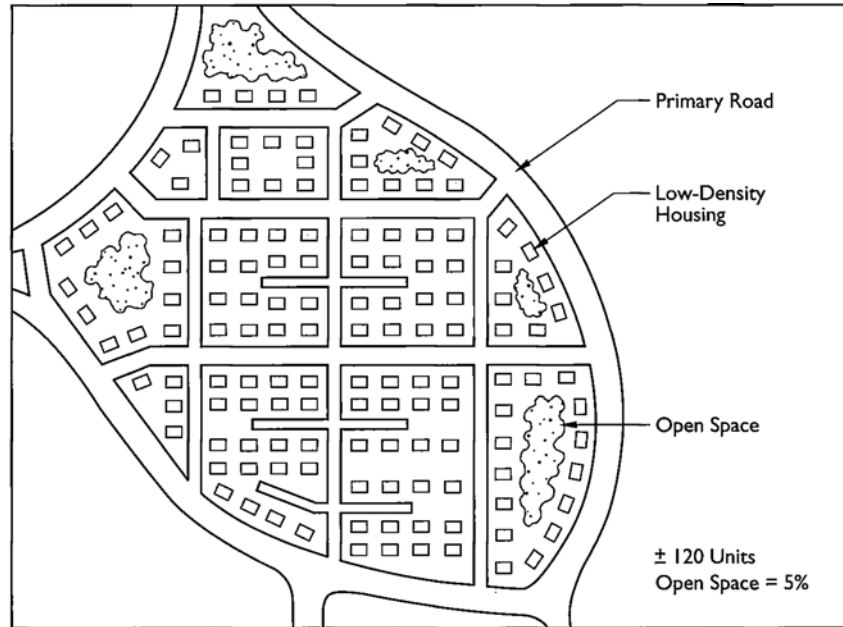 Primary Road
Low-Density
Housing
Open Space
± 120 Units
Open Space = 5%